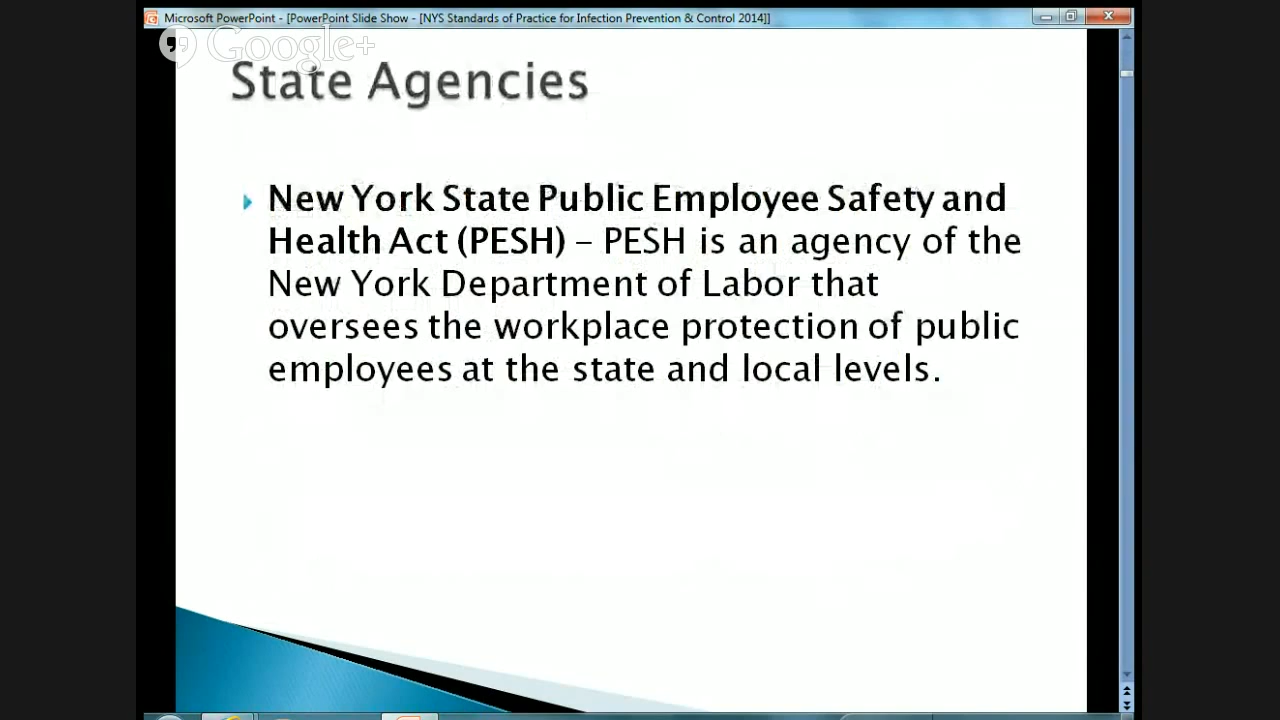 Microsoft PowerPoint - [PowerPoint Slide Show - [NYS Standards of Practice for Infection Prevention & Control 2014]]
Google+
State Agencies
New York State Public Employee Safety and
Health Act (PESH) – PESH is an agency of the
New York Department of Labor that
oversees the workplace protection of public
employees at the state and local levels.